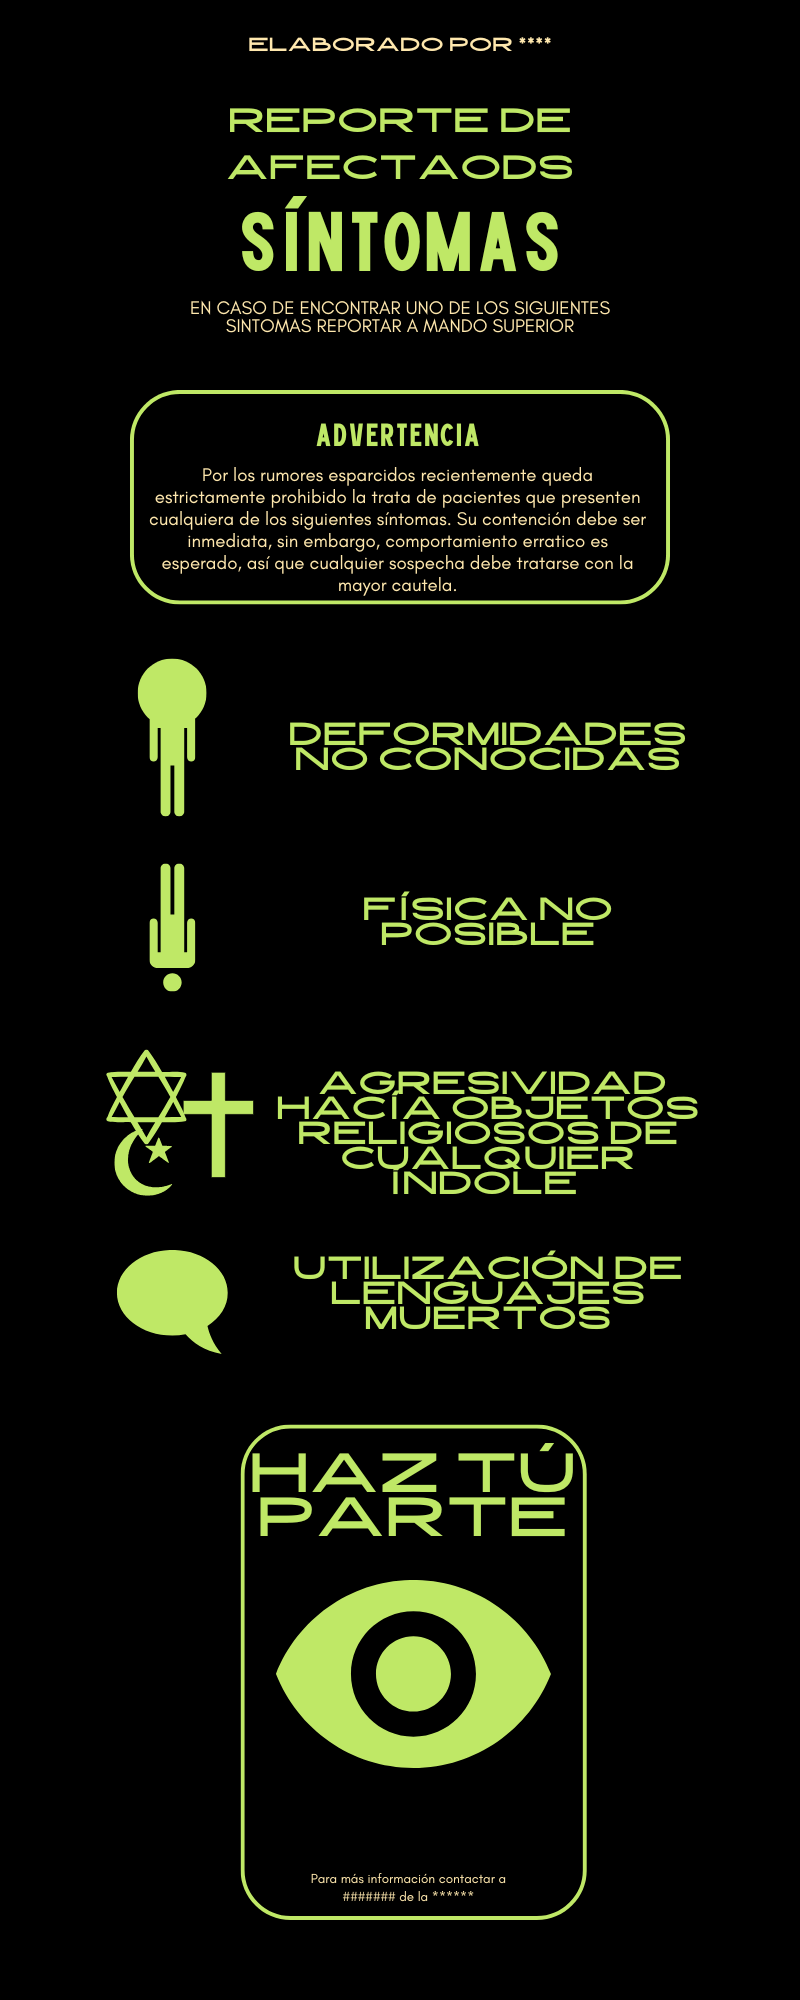 ELABORADO POR ****
REPORTE DE
AFECTAODS
SÍNTOMAS
EN CASO DE ENCONTRAR UNO DE LOS SIGUIENTES
SINTOMAS REPORTAR A MANDO SUPERIOR
ADVERTENCIA
Por los rumores esparcidos recientemente queda
estrictamente prohibido la trata de pacientes que presenten
cualquiera de los siguientes síntomas. Su contención debe ser
inmediata, sin embargo, comportamiento erratico es
esperado, así que cualquier sospecha debe tratarse con la
mayor cautela.
DEFORMIDADES
NO CONOCIDAS
FÍSICA NO
POSIBLE
AGRESIVIDAD
HACÍA OBJETOS
RELIGIOSOS DE
CUALQUIER
ÍNDOLE
UTILIZACIÓN DE
LENGUAJES
MUERTOS
HAZ TÚ
PARTE
Para más información contactar a
####### de la ******